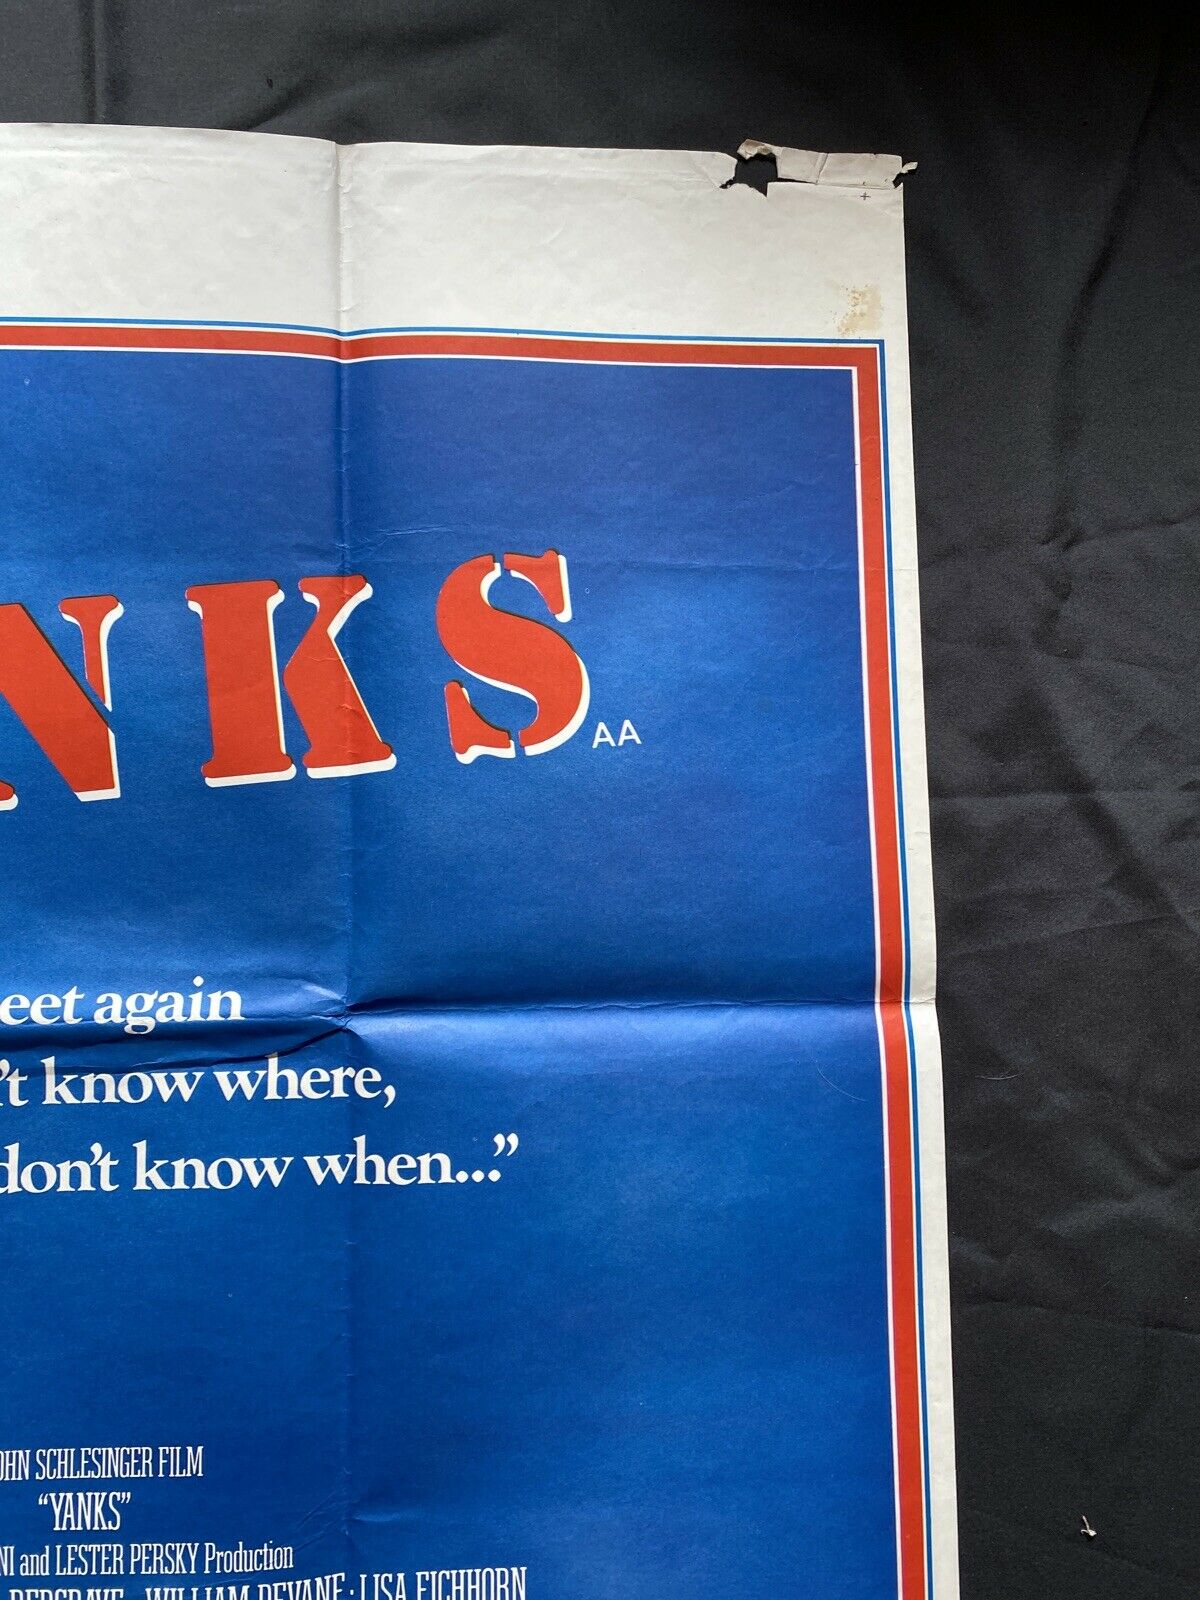 NKS
AA
eet again
't know where,
don't know when..."
OHN SCHLESINGER FILM
"YANKS"
NI and LESTER PERSKY Production
REDGRAVE · WILLIAM DEVANE · LISA EICHHORN